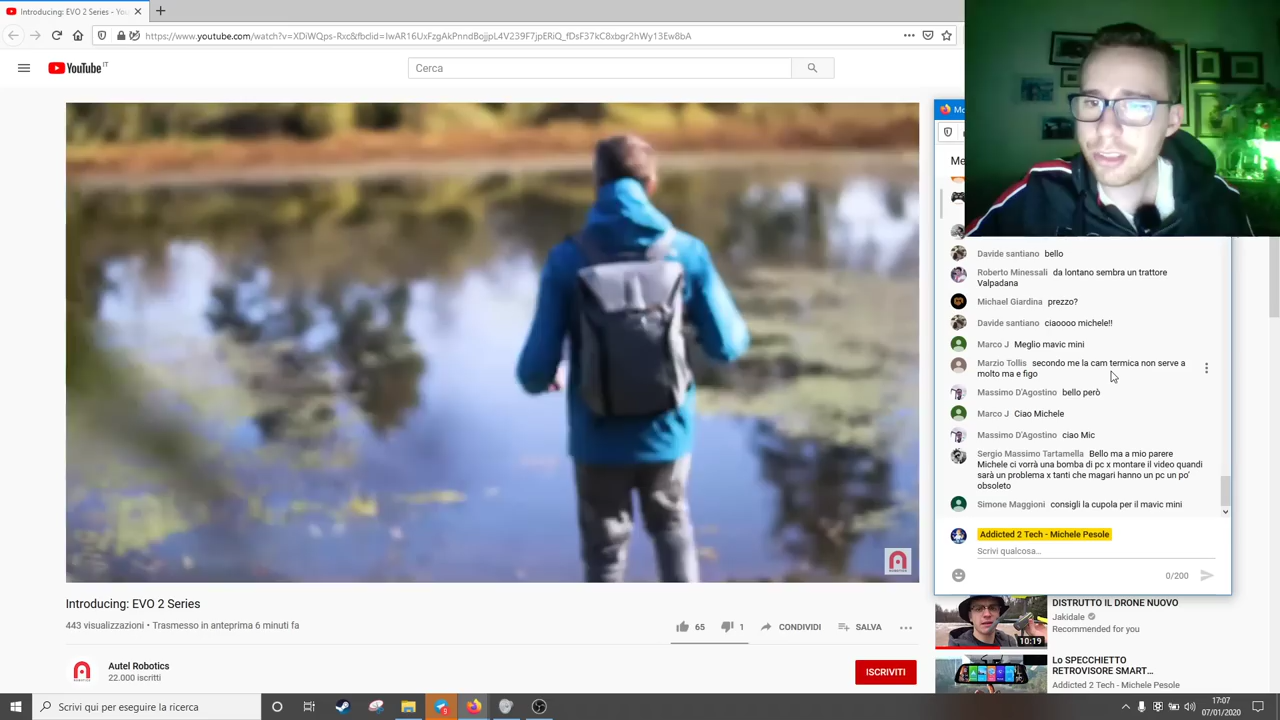 Introducing: EVO 2 Series - You
https://www.youtube.com/watch?v=XDiWQps-Rxc&fbclid=IwAR16UxFzgAkPnndBojjpL4V239F7jpERiQ_fDsF37kC8xbgr2hWy13Ew8bA
YouTube IT
Cerca
Me
Davide santiano bello
Roberto Minessali da lontano sembra un trattore
Valpadana
Michael Giardina prezzo?
Davide santiano ciaoooo michele!!
Marco J Meglio mavic mini
Marzio Tollis secondo me la cam termica non serve a
molto ma e figo
Massimo D'Agostino bello però
Marco J Ciao Michele
Massimo D'Agostino ciao Mic
Sergio Massimo Tartamella Bello ma a mio parere
Michele ci vorrà una bomba di pc x montare il video quandi
sarà un problema x tanti che magari hanno un pc un po'
obsoleto
Simone Maggioni consigli la cupola per il mavic mini
Addicted 2 Tech - Michele Pesole
Scrivi qualcosa...
0/200
Introducing: EVO 2 Series
443 visualizzazioni • Trasmesso in anteprima 6 minuti fa
65
1
CONDIVIDI
SALVA
Autel Robotics
22.000 iscritti
ISCRIVITI
DISTRUTTO IL DRONE NUOVO
Jakidale
Recommended for you
10:19
Lo SPECCHIETTO
RETROVISORE SMART...
Addicted 2 Tech - Michele Pesole
Scrivi qui per eseguire la ricerca
17:07
07/01/2020